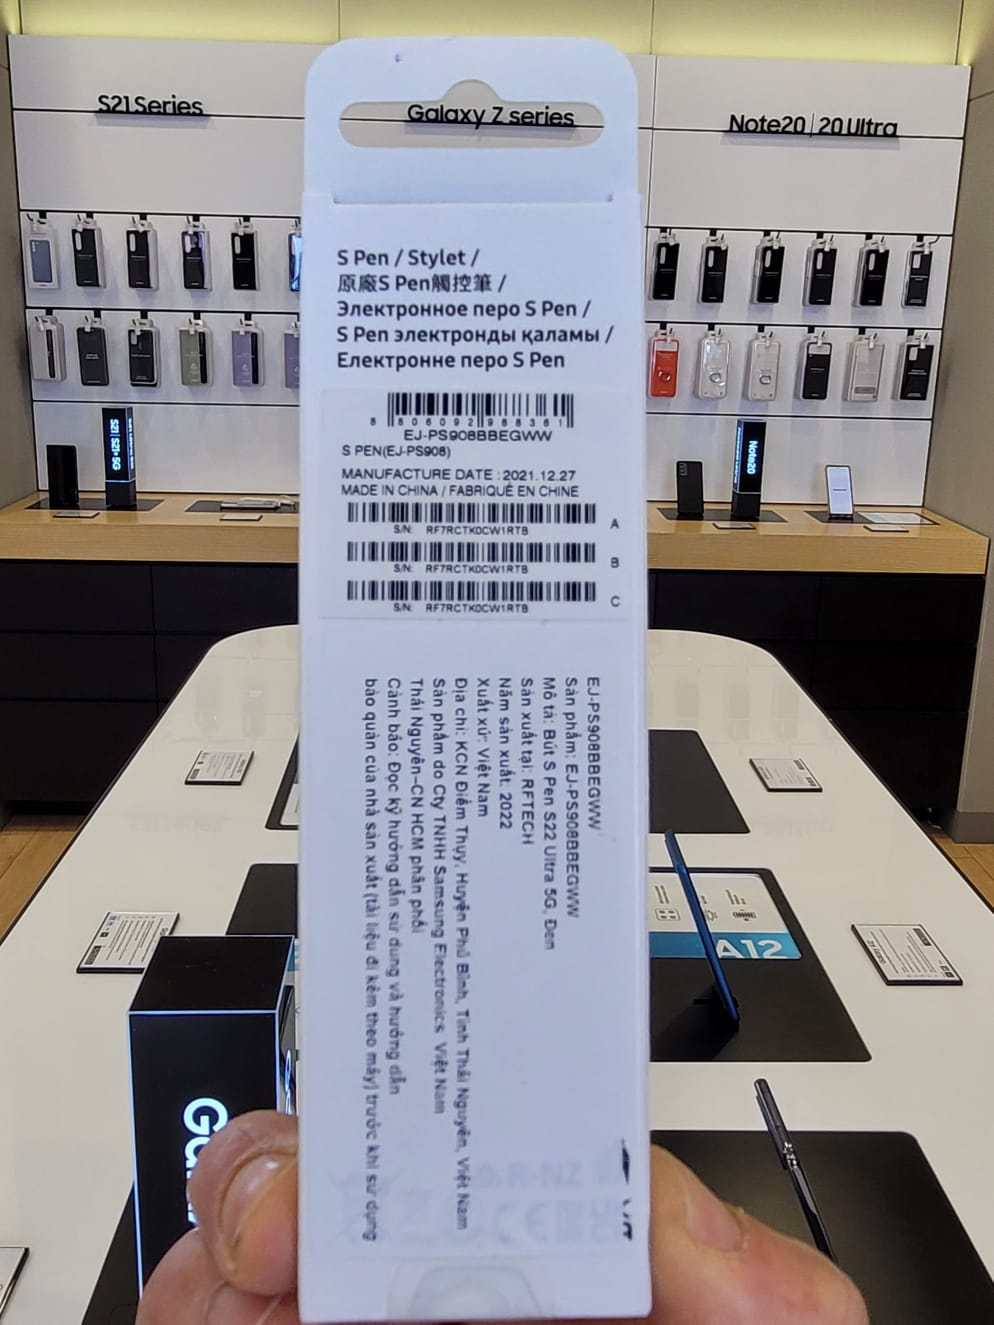 S21 Series
Galaxy Z series
Note20 | 20 Ultra
S Pen / Stylet /
原廠S Pen觸控筆 /
Электронное перо S Pen /
S Pen электронды қаламы /
Електронне перо S Pen
8 806092 988361
EJ-PS908BBEGWW
S PEN(EJ-PS908)
MANUFACTURE DATE : 2021.12.27
MADE IN CHINA / FABRIQUÉ EN CHINE
S/N: RF7RCTK0CW1RTB
A
S/N: RF7RCTK0CW1RTB
B
S/N: RF7RCTK0CW1RTB
C
EJ-PS908BBEGWW
Sản phẩm: EJ-PS908BBEGWW
Mô tả: Bút S Pen S22 Ultra 5G, Đen
Sản xuất tại: RFTECH
Năm sản xuất: 2022
Xuất xứ: Việt Nam
Địa chỉ: KCN Điềm Thụy, Huyện Phú Bình, Tỉnh Thái Nguyên, Việt Nam
Sản phẩm do Cty TNHH Samsung Electronics Việt Nam
Thái Nguyên–CN HCM phân phối
Cảnh báo: Đọc kỹ hướng dẫn sử dụng và hướng dẫn
bảo quản của nhà sản xuất (tài liệu đi kèm theo máy) trước khi sử dụng
R-NZ
CE
S21 | S21+ 5G
Note20
A12
Ga